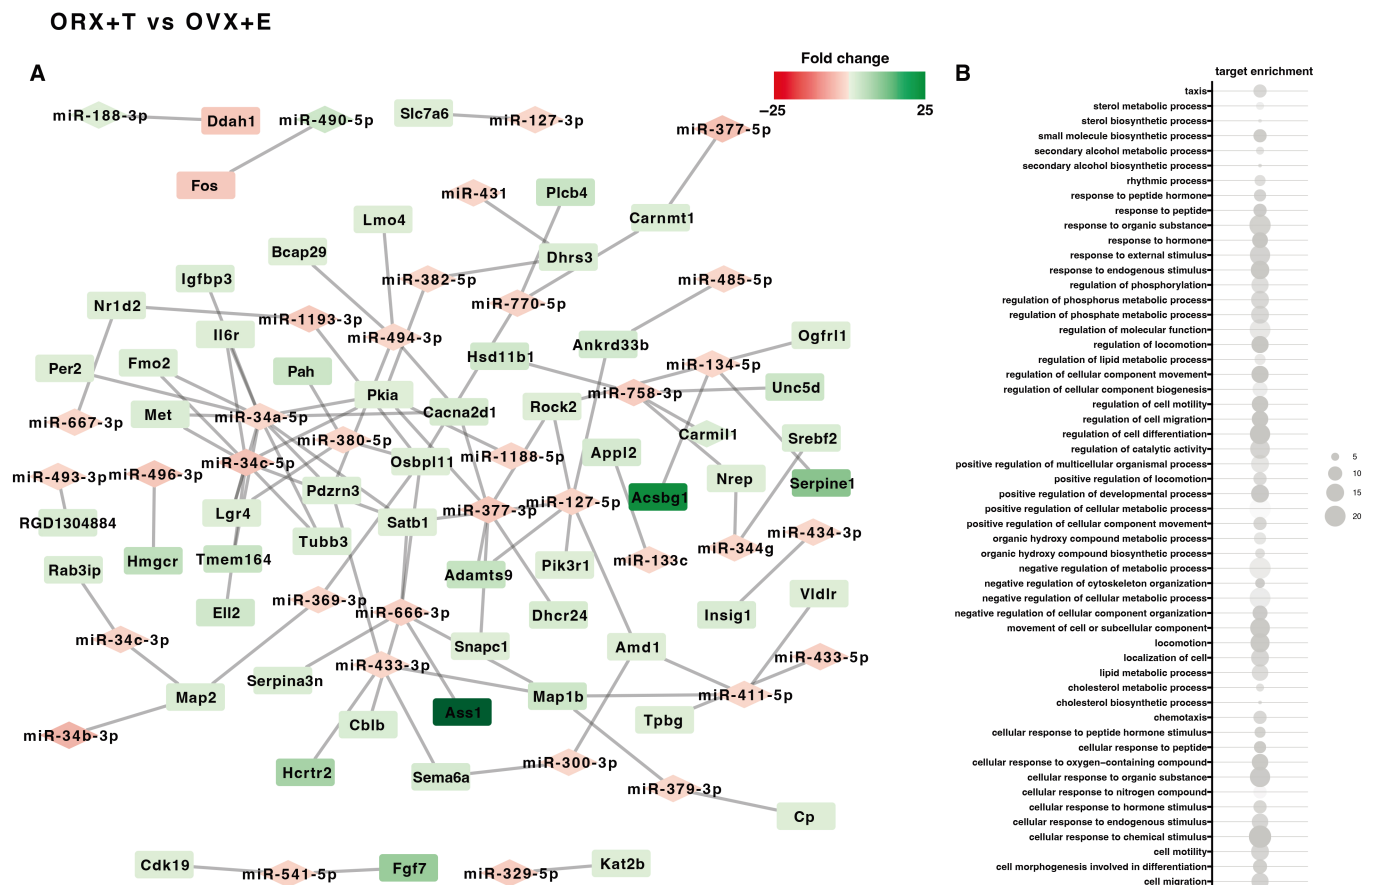 ORX+T vs OVX+E
A
Fold change
−25
25
miR-188-3p
Ddah1
miR-490-5p
Slc7a6
miR-127-3p
miR-377-5p
Fos
miR-431
Plcb4
Lmo4
Carnmt1
Bcap29
Dhrs3
Igfbp3
miR-382-5p
miR-485-5p
Nr1d2
miR-1193-3p
miR-770-5p
Il6r
miR-494-3p
Ankrd33b
Ogfrl1
Per2
Fmo2
Pah
Hsd11b1
miR-134-5p
Pkia
miR-758-3p
Unc5d
miR-667-3p
Met
miR-34a-5p
Cacna2d1
Rock2
miR-380-5p
Carmil1
Srebf2
miR-493-3p
miR-496-3p
miR-34c-5p
Osbpl11
miR-1188-5p
Appl2
Nrep
Serpine1
Pdzrn3
Acsbg1
RGD1304884
Lgr4
Satb1
miR-377-3p
miR-127-5p
Tubb3
miR-434-3p
Hmgcr
Tmem164
miR-133c
miR-344g
Rab3ip
Adamts9
Pik3r1
Ell2
miR-369-3p
miR-666-3p
Dhcr24
Insig1
Vldlr
miR-34c-3p
Snapc1
Amd1
miR-433-5p
miR-433-3p
Serpina3n
Map2
Map1b
miR-411-5p
Ass1
Tpbg
Cblb
miR-34b-3p
Hcrtr2
Sema6a
miR-300-3p
miR-379-3p
Cp
Cdk19
miR-541-5p
Fgf7
miR-329-5p
Kat2b
B
target enrichment
taxis
sterol metabolic process
sterol biosynthetic process
small molecule biosynthetic process
secondary alcohol metabolic process
secondary alcohol biosynthetic process
rhythmic process
response to peptide hormone
response to peptide
response to organic substance
response to hormone
response to external stimulus
response to endogenous stimulus
regulation of phosphorylation
regulation of phosphorus metabolic process
regulation of phosphate metabolic process
regulation of molecular function
regulation of locomotion
regulation of lipid metabolic process
regulation of cellular component movement
regulation of cellular component biogenesis
regulation of cell motility
regulation of cell migration
regulation of cell differentiation
regulation of catalytic activity
positive regulation of multicellular organismal process
positive regulation of locomotion
positive regulation of developmental process
positive regulation of cellular metabolic process
positive regulation of cellular component movement
organic hydroxy compound metabolic process
organic hydroxy compound biosynthetic process
negative regulation of metabolic process
negative regulation of cytoskeleton organization
negative regulation of cellular metabolic process
negative regulation of cellular component organization
movement of cell or subcellular component
locomotion
localization of cell
lipid metabolic process
cholesterol metabolic process
cholesterol biosynthetic process
chemotaxis
cellular response to peptide hormone stimulus
cellular response to peptide
cellular response to oxygen−containing compound
cellular response to organic substance
cellular response to nitrogen compound
cellular response to hormone stimulus
cellular response to endogenous stimulus
cellular response to chemical stimulus
cell motility
cell morphogenesis involved in differentiation
cell migration
5
10
15
20